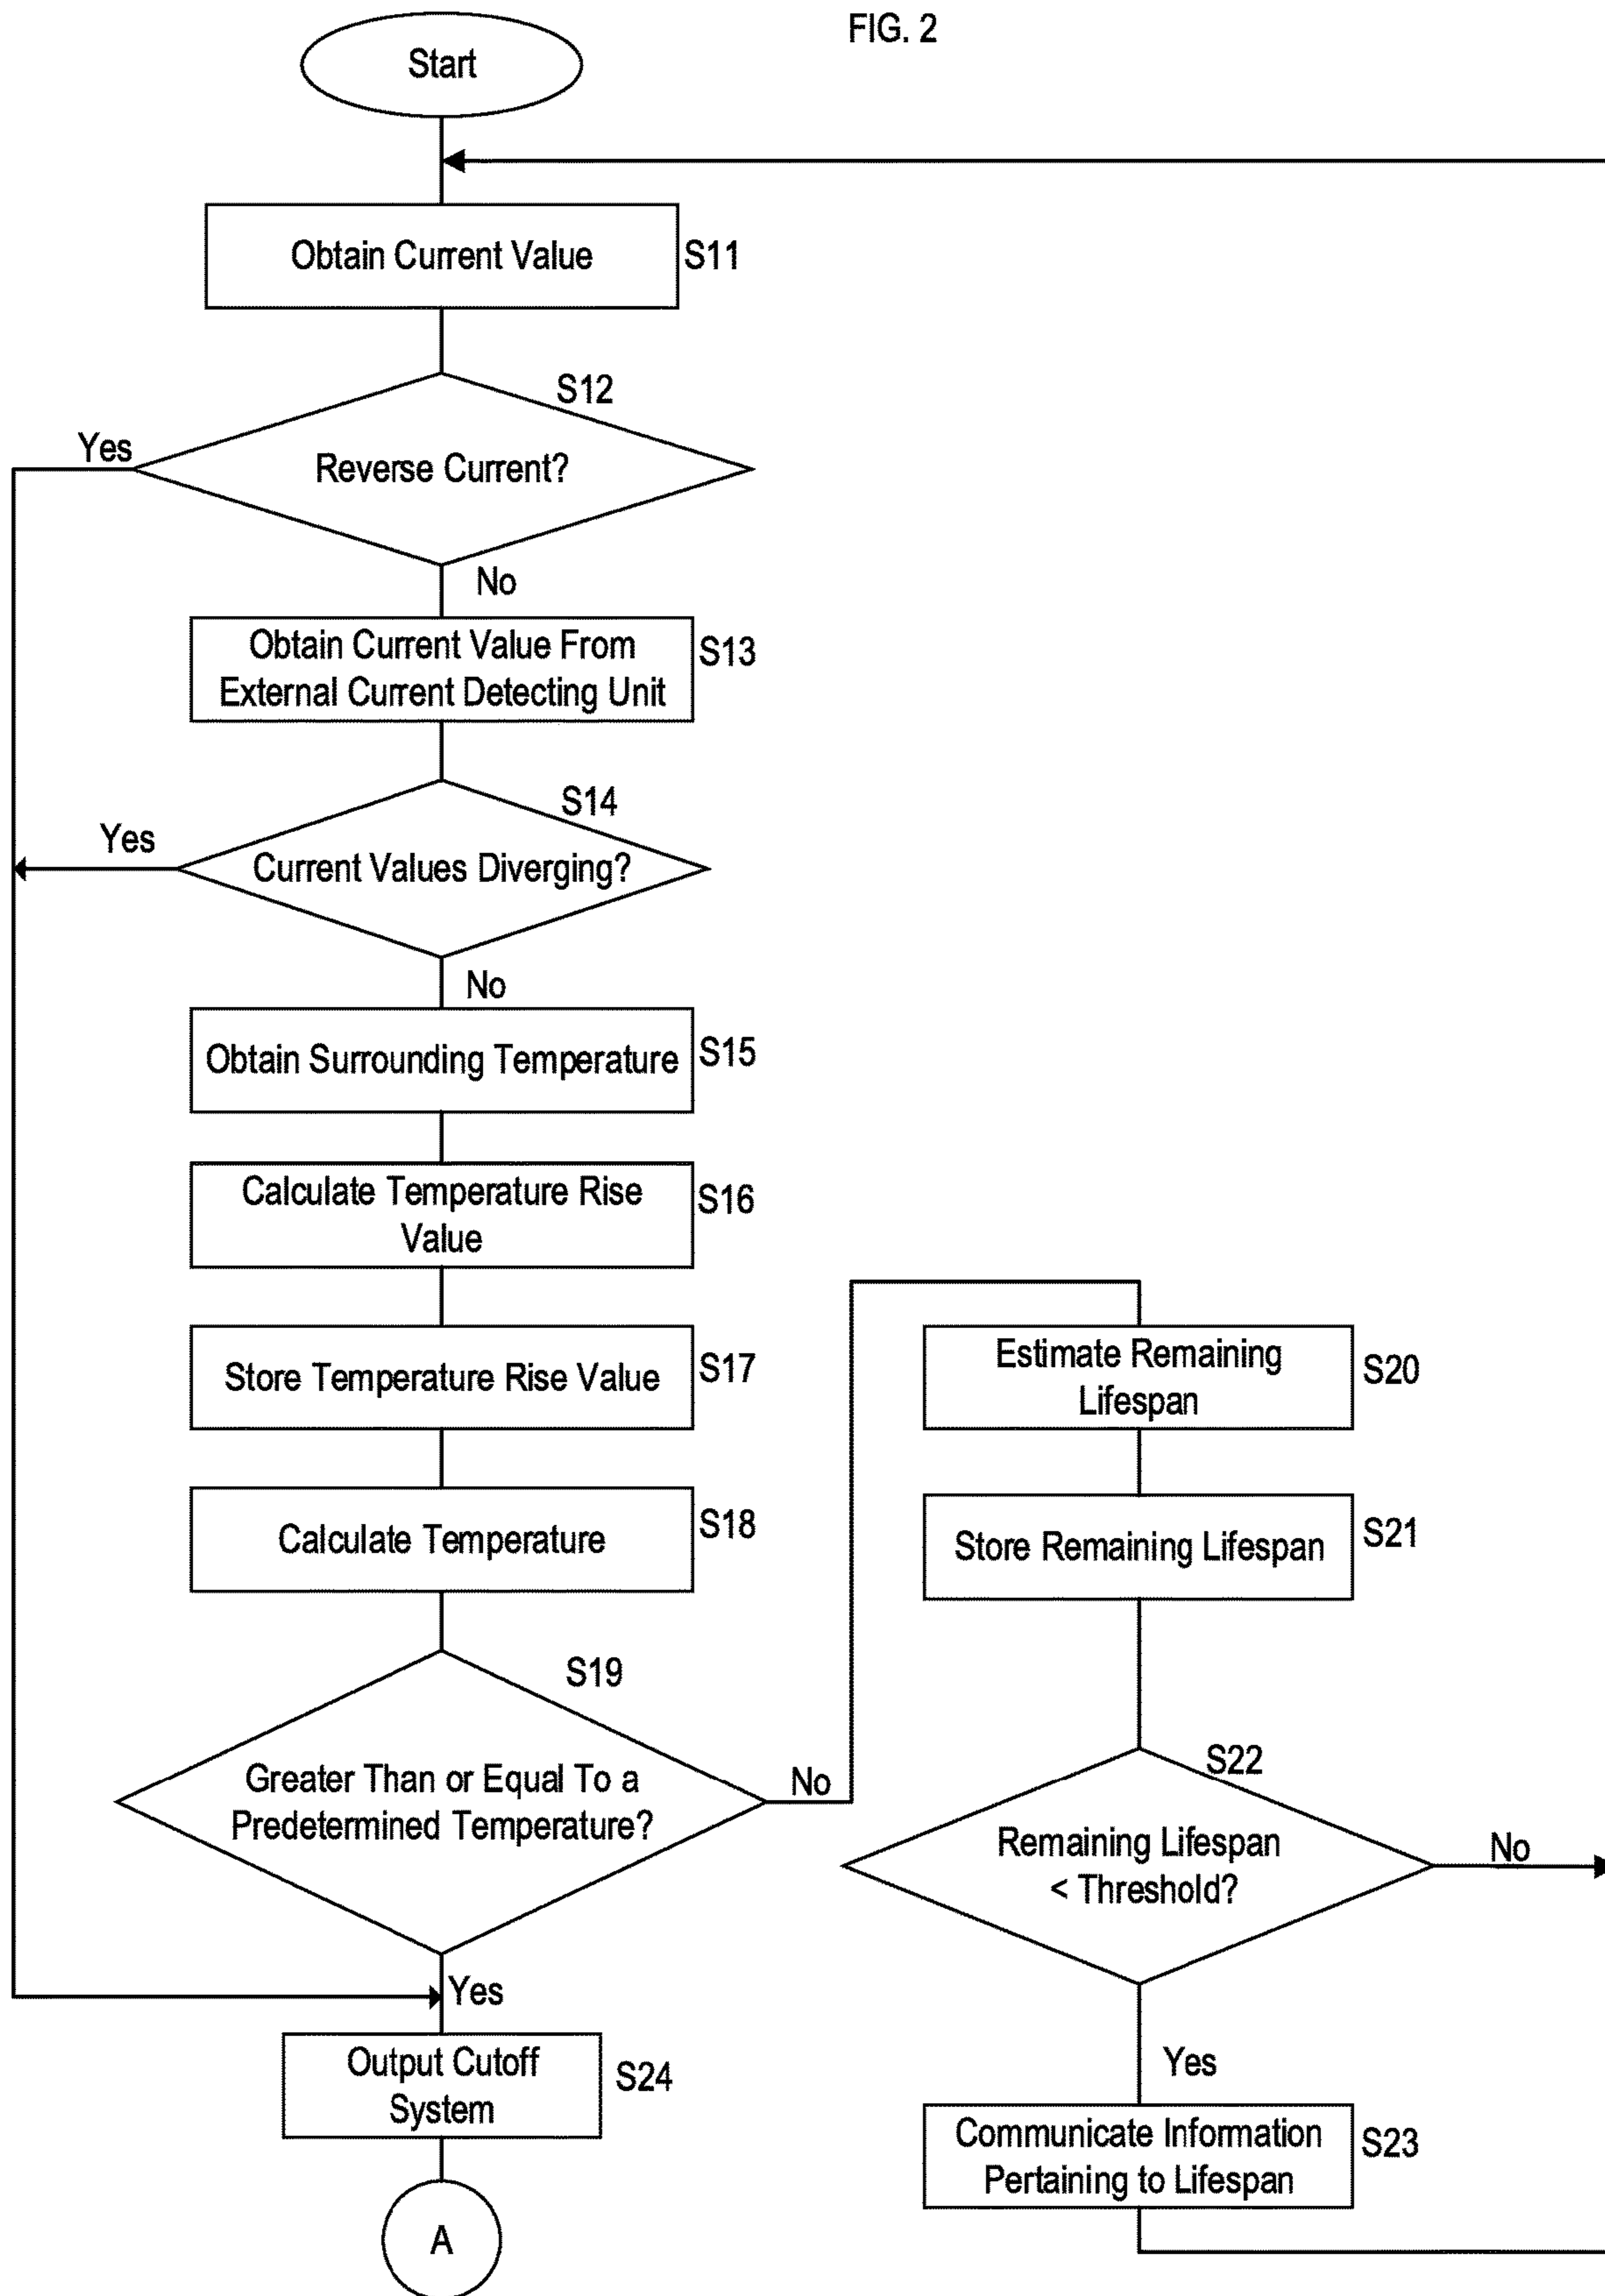 FIG. 2
Start
Obtain Current Value
S11
S12
Yes
Reverse Current?
No
Obtain Current Value From
External Current Detecting Unit
S13
S14
Yes
Current Values Diverging?
No
Obtain Surrounding Temperature
S15
Calculate Temperature Rise
Value
S16
Store Temperature Rise Value
S17
Calculate Temperature
S18
S19
Greater Than or Equal To a
Predetermined Temperature?
No
Yes
Output Cutoff
System
S24
A
Estimate Remaining
Lifespan
S20
Store Remaining Lifespan
S21
S22
Remaining Lifespan
< Threshold?
No
Yes
Communicate Information
Pertaining to Lifespan
S23